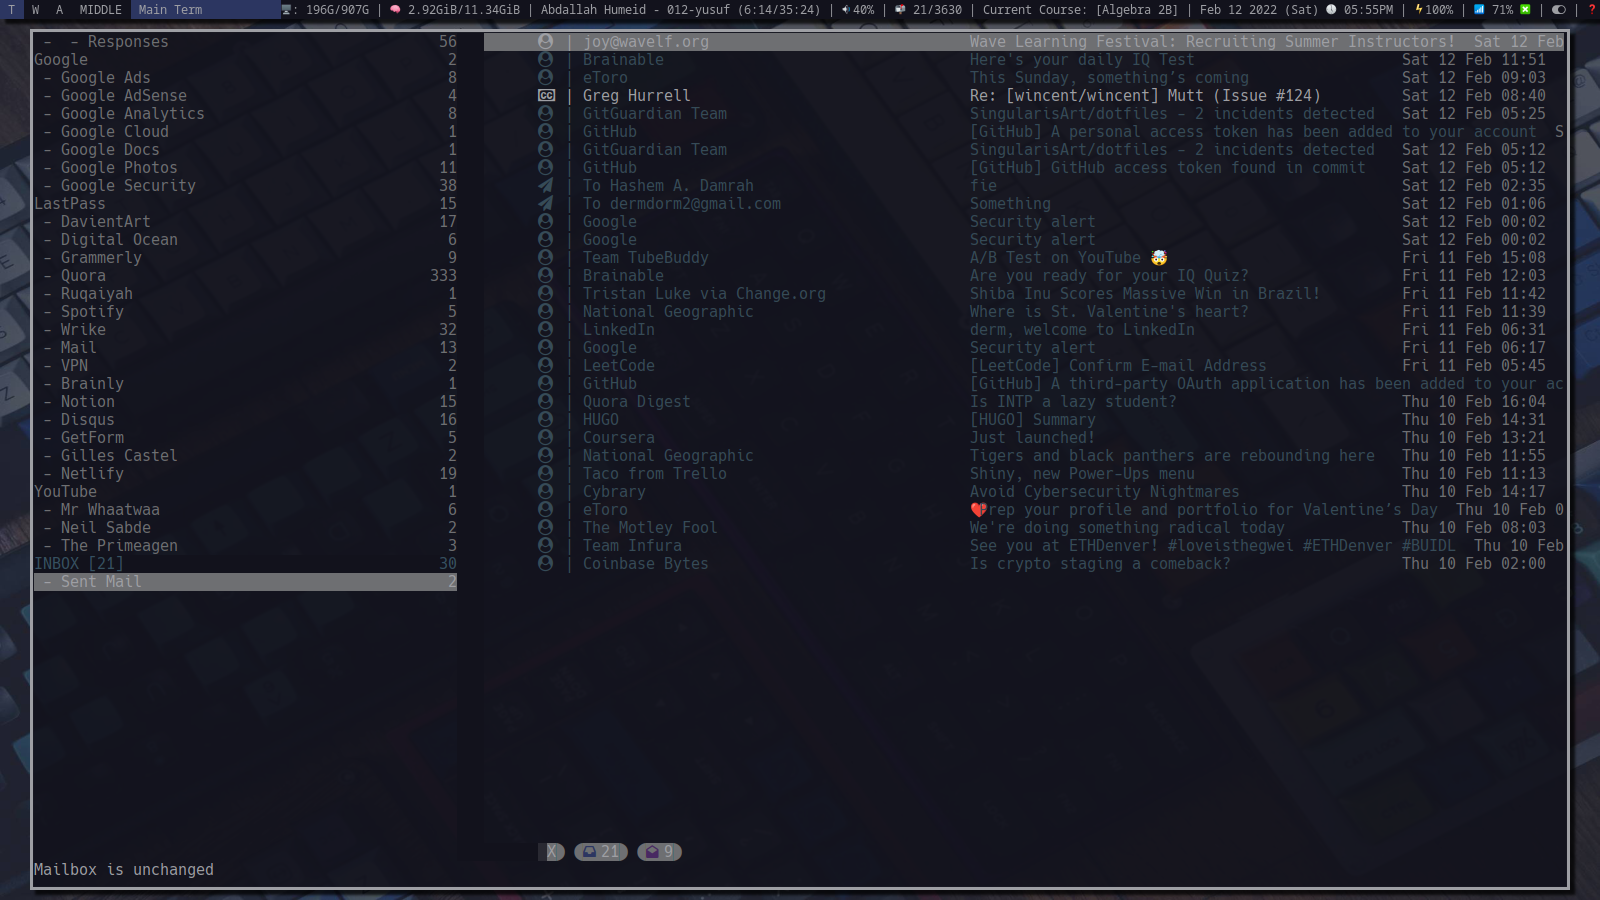 T W A MIDDLE Main Term : 196G/907G | 2.92GiB/11.34GiB | Abdallah Humeid - 012-yusuf (6:14/35:24) | 40% | 21/3630 | Current Course: [Algebra 2B] | Feb 12 2022 (Sat) 05:55PM | 100% | 71% | | ?
- - Responses 56
Google 2
- Google Ads 8
- Google AdSense 4
- Google Analytics 8
- Google Cloud 1
- Google Docs 1
- Google Photos 11
- Google Security 38
LastPass 15
- DavientArt 17
- Digital Ocean 6
- Grammerly 9
- Quora 333
- Ruqaiyah 1
- Spotify 5
- Wrike 32
- Mail 13
- VPN 2
- Brainly 1
- Notion 15
- Disqus 16
- GetForm 5
- Gilles Castel 2
- Netlify 19
YouTube 1
- Mr Whaatwaa 6
- Neil Sabde 2
- The Primeagen 3
INBOX [21] 30
- Sent Mail 2
| joy@wavelf.org Wave Learning Festival: Recruiting Summer Instructors! Sat 12 Feb
| Brainable Here's your daily IQ Test Sat 12 Feb 11:51
| eToro This Sunday, something's coming Sat 12 Feb 09:03
CC | Greg Hurrell Re: [wincent/wincent] Mutt (Issue #124) Sat 12 Feb 08:40
| GitGuardian Team SingularisArt/dotfiles - 2 incidents detected Sat 12 Feb 05:25
| GitHub [GitHub] A personal access token has been added to your account S
| GitGuardian Team SingularisArt/dotfiles - 2 incidents detected Sat 12 Feb 05:12
| GitHub [GitHub] GitHub access token found in commit Sat 12 Feb 05:12
| To Hashem A. Damrah fie Sat 12 Feb 02:35
| To dermdorm2@gmail.com Something Sat 12 Feb 01:06
| Google Security alert Sat 12 Feb 00:02
| Google Security alert Sat 12 Feb 00:02
| Team TubeBuddy A/B Test on YouTube 🤯 Fri 11 Feb 15:08
| Brainable Are you ready for your IQ Quiz? Fri 11 Feb 12:03
| Tristan Luke via Change.org Shiba Inu Scores Massive Win in Brazil! Fri 11 Feb 11:42
| National Geographic Where is St. Valentine's heart? Fri 11 Feb 11:39
| LinkedIn derm, welcome to LinkedIn Fri 11 Feb 06:31
| Google Security alert Fri 11 Feb 06:17
| LeetCode [LeetCode] Confirm E-mail Address Fri 11 Feb 05:45
| GitHub [GitHub] A third-party OAuth application has been added to your ac
| Quora Digest Is INTP a lazy student? Thu 10 Feb 16:04
| HUGO [HUGO] Summary Thu 10 Feb 14:31
| Coursera Just launched! Thu 10 Feb 13:21
| National Geographic Tigers and black panthers are rebounding here Thu 10 Feb 11:55
| Taco from Trello Shiny, new Power-Ups menu Thu 10 Feb 11:13
| Cybrary Avoid Cybersecurity Nightmares Thu 10 Feb 14:17
| eToro rep your profile and portfolio for Valentine's Day Thu 10 Feb 0
| The Motley Fool We're doing something radical today Thu 10 Feb 08:03
| Team Infura See you at ETHDenver! #loveisthegwei #ETHDenver #BUIDL Thu 10 Feb
| Coinbase Bytes Is crypto staging a comeback? Thu 10 Feb 02:00
X 21 9
Mailbox is unchanged